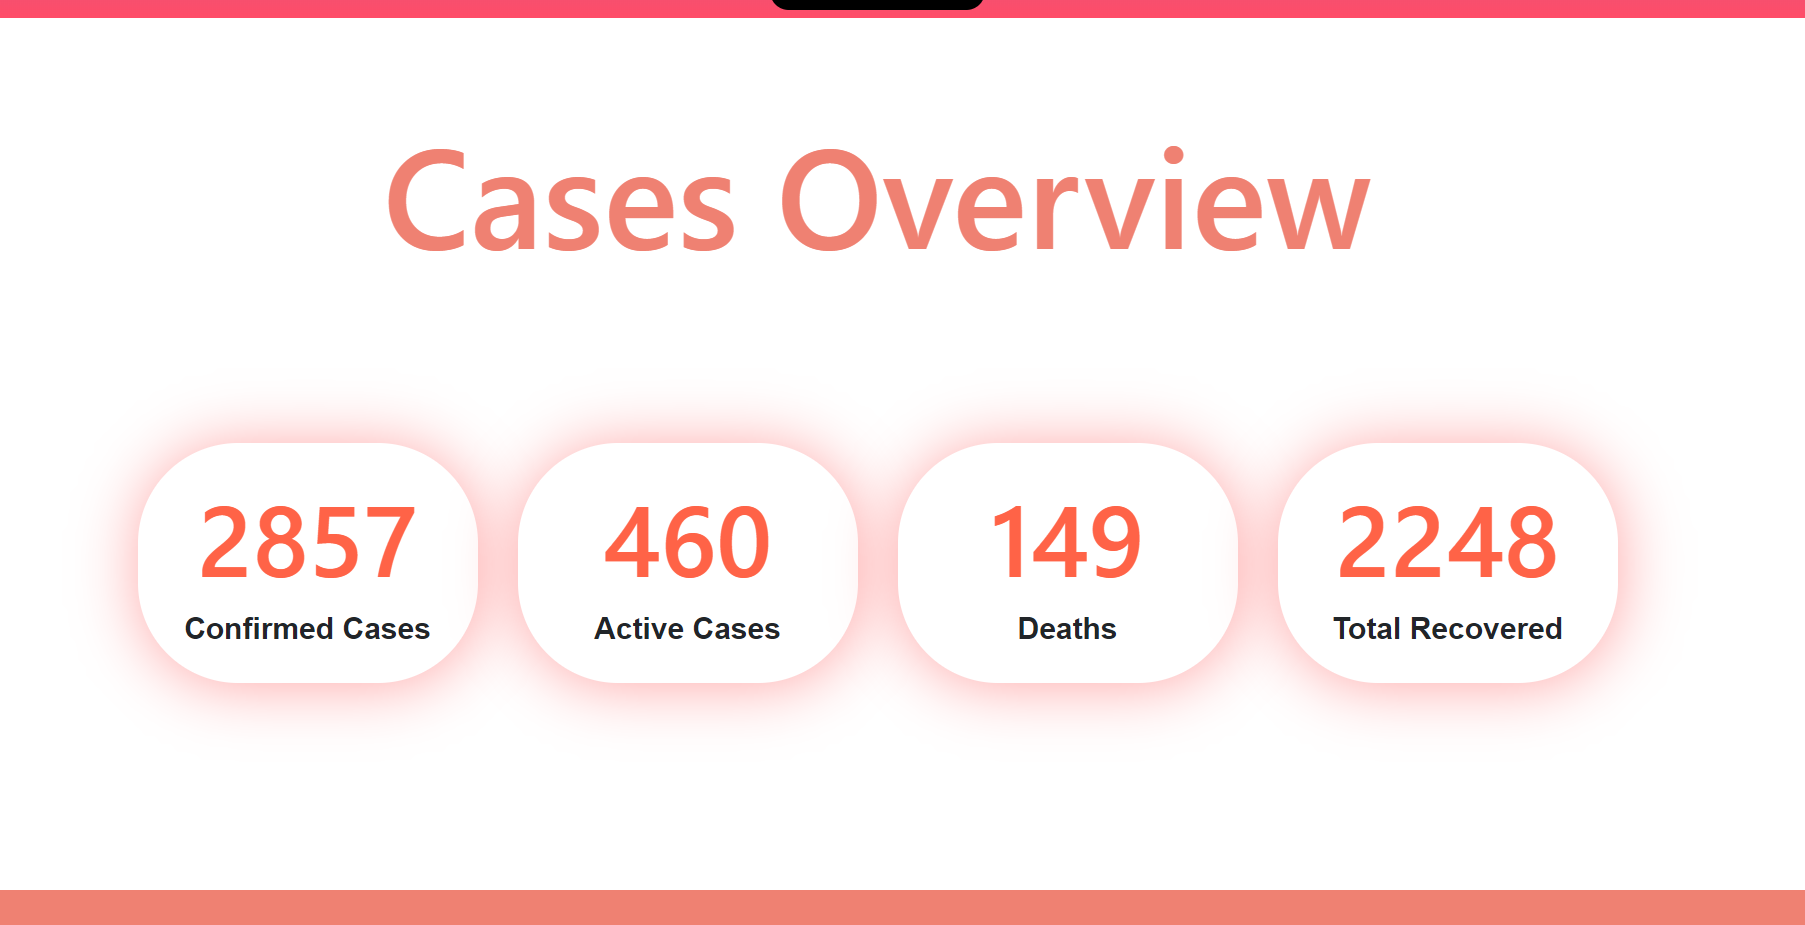 Cases Overview
2857
Confirmed Cases
460
Active Cases
149
Deaths
2248
Total Recovered